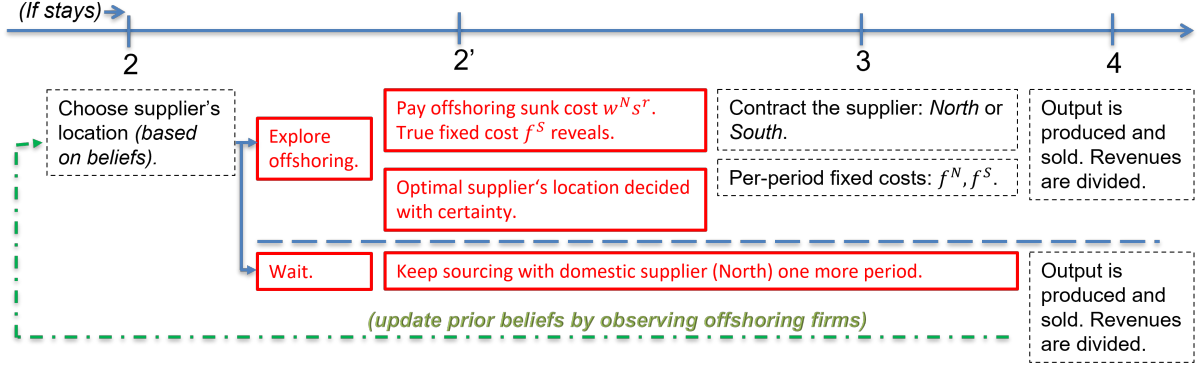 (If stays)
2
2’
3
4
Choose supplier’s
location (based
on beliefs).
Explore
offshoring.
Pay offshoring sunk cost $w^N s^r$.
True fixed cost $f^S$ reveals.
Optimal supplier‘s location decided
with certainty.
Contract the supplier: North or
South.
Per-period fixed costs: $f^N, f^S$.
Output is
produced and
sold. Revenues
are divided.
Wait.
Keep sourcing with domestic supplier (North) one more period.
Output is
produced and
sold. Revenues
are divided.
(update prior beliefs by observing offshoring firms)